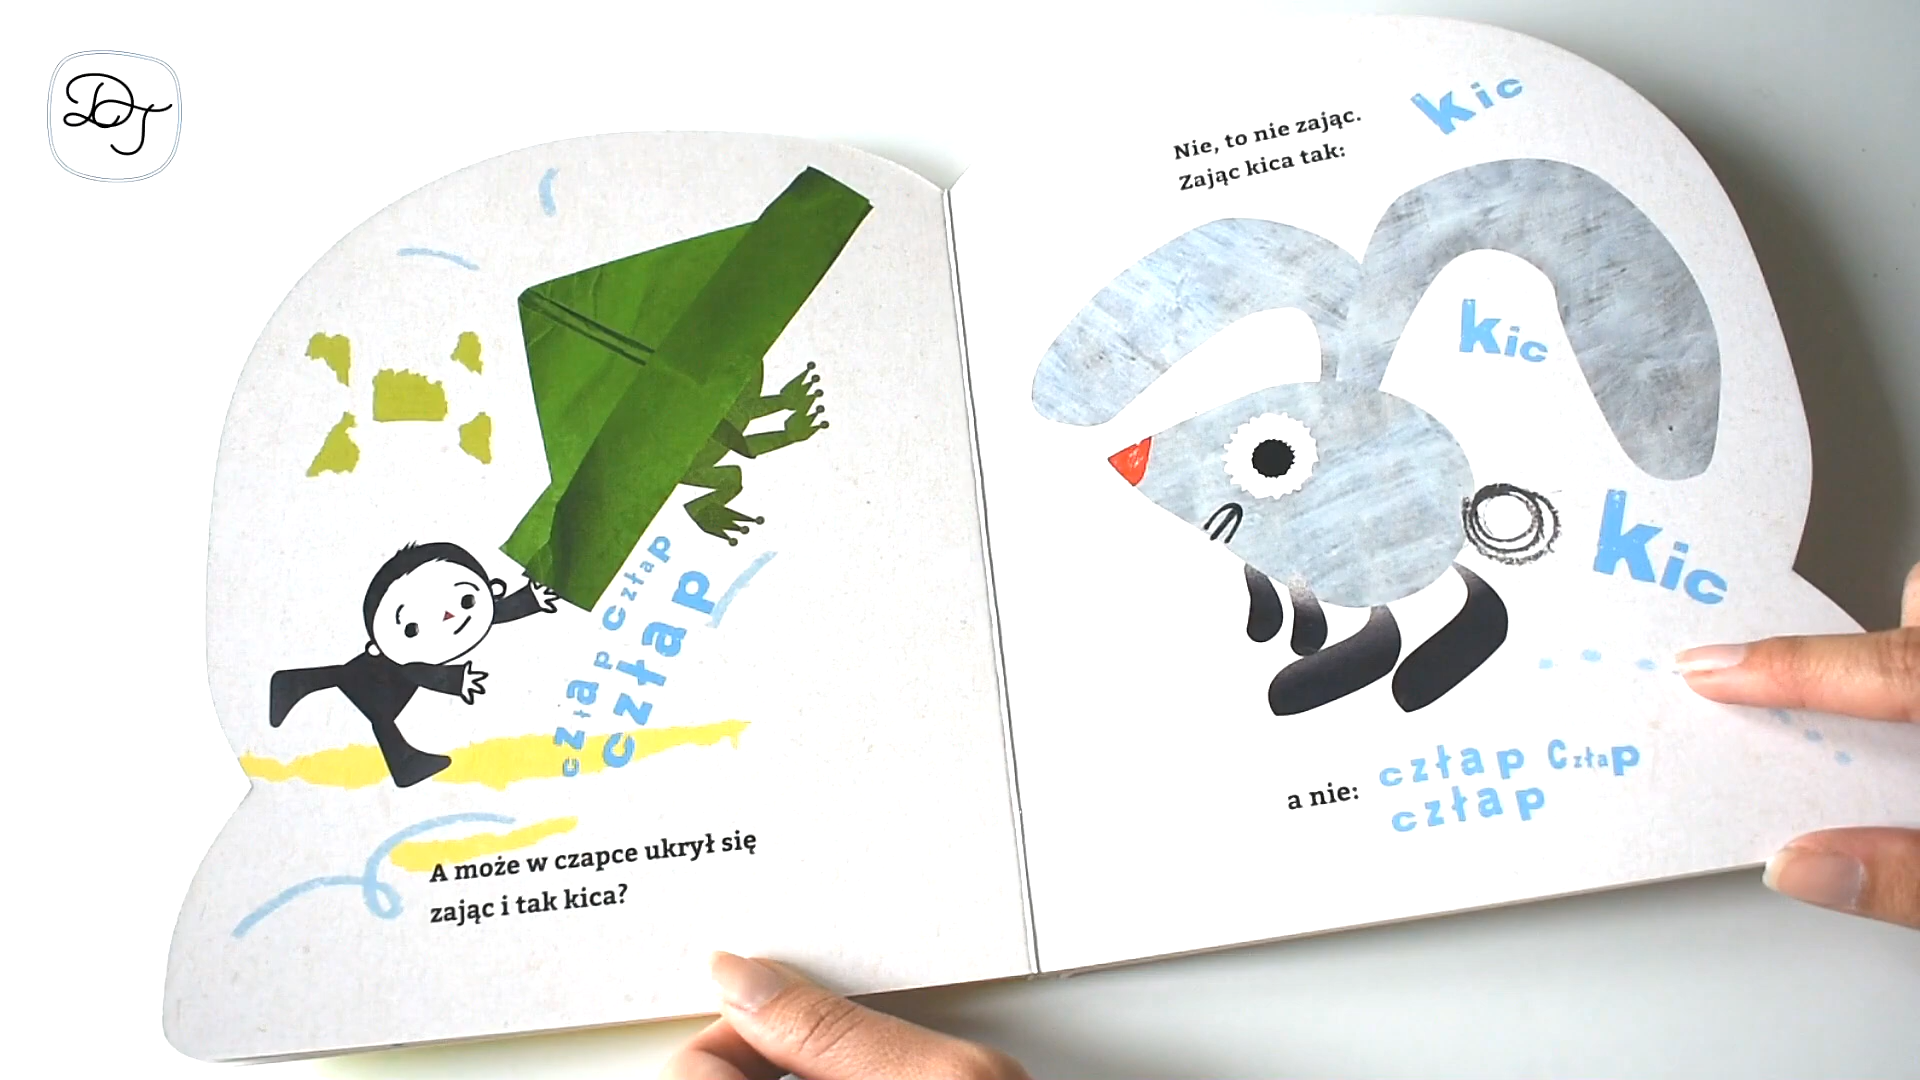 DT
człap człap
człap
A może w czapce ukrył się
zając i tak kica?
Nie, to nie zając.
Zając kica tak:
kic
kic
kic
a nie: człap człap
człap